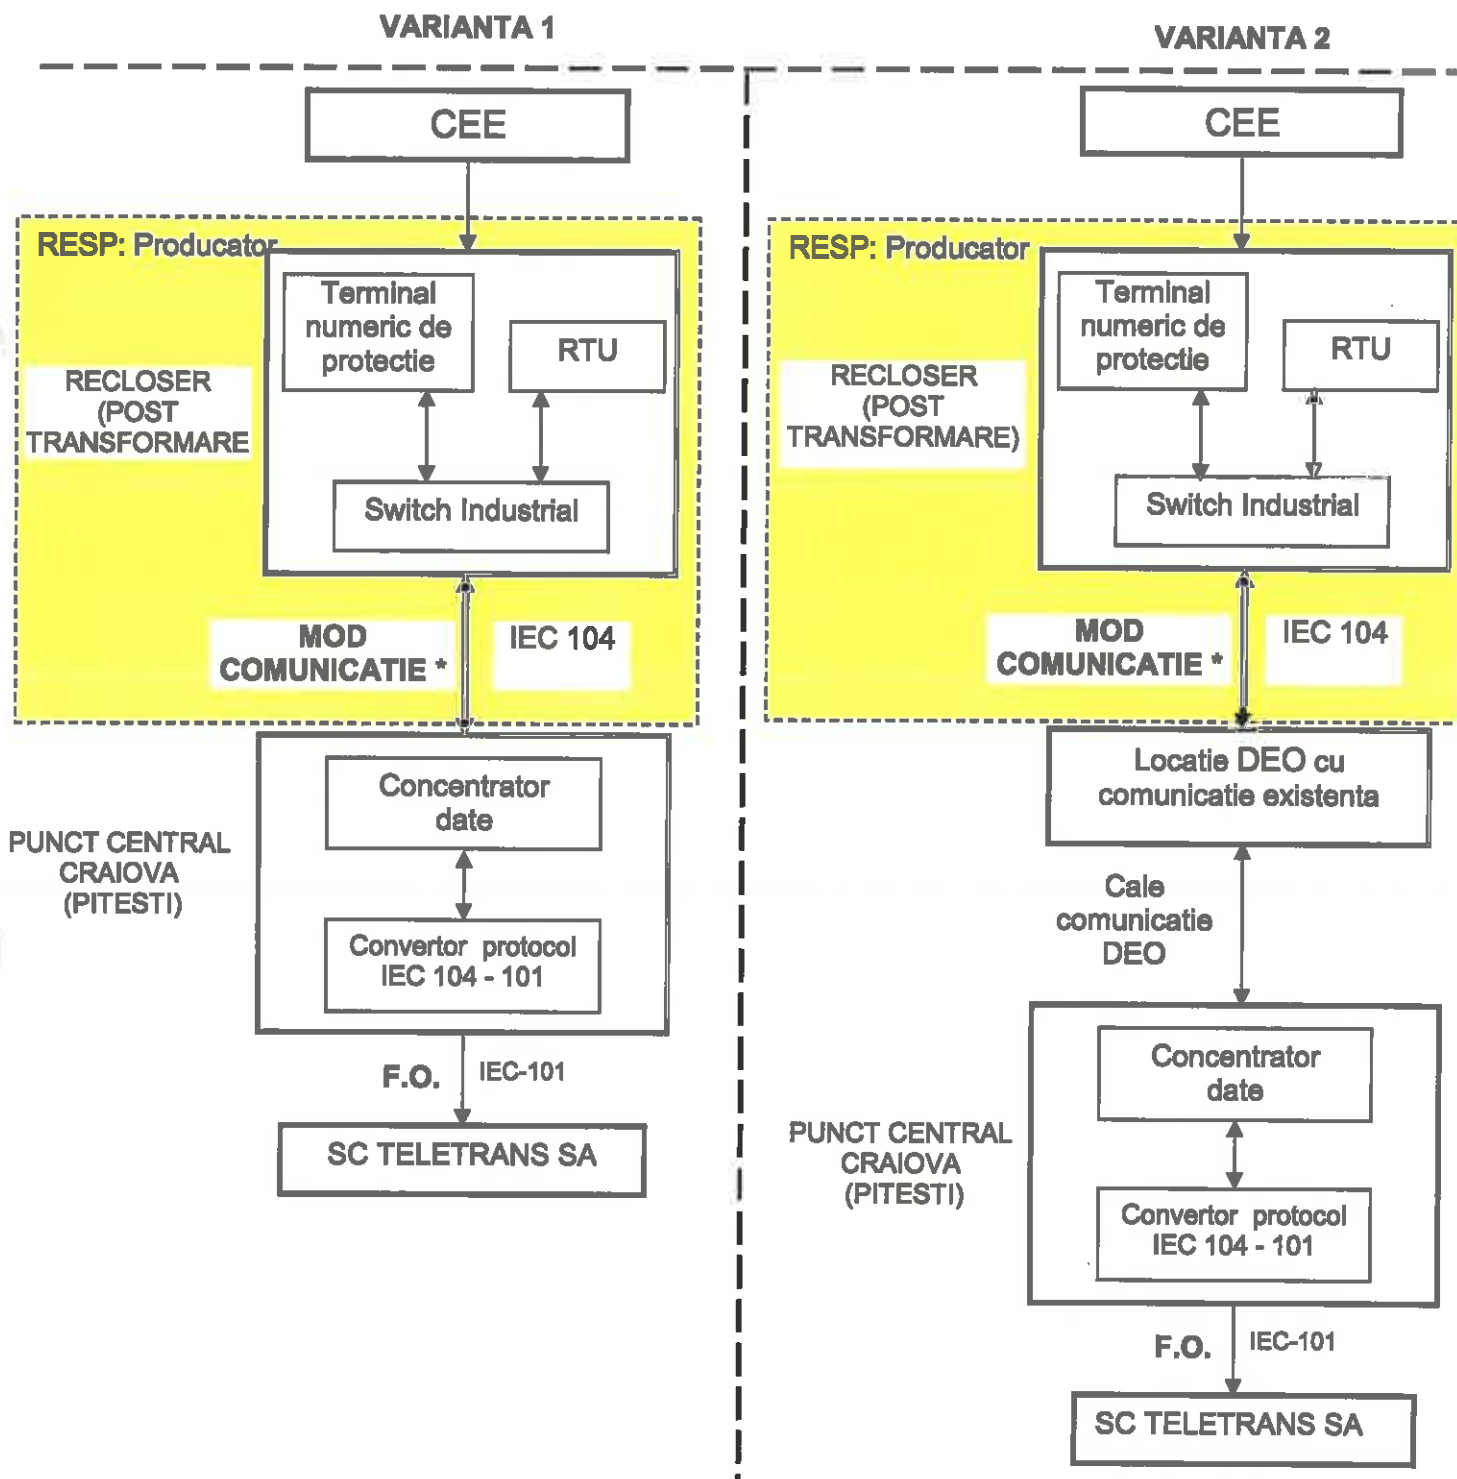 VARIANTA 1
CEE
RESP: Producator
Terminal
numeric de
protectie
RTU
RECLOSER
(POST
TRANSFORMARE
Switch Industrial
MOD
COMUNICATIE *
IEC 104
Concentrator
date
PUNCT CENTRAL
CRAIOVA
(PITESTI)
Convertor protocol
IEC 104 - 101
F.O.
IEC-101
SC TELETRANS SA
VARIANTA 2
CEE
RESP: Producator
Terminal
numeric de
protectie
RTU
RECLOSER
(POST
TRANSFORMARE)
Switch Industrial
MOD
COMUNICATIE *
IEC 104
Locatie DEO cu
comunicatie existenta
Cale
comunicatie
DEO
Concentrator
date
PUNCT CENTRAL
CRAIOVA
(PITESTI)
Convertor protocol
IEC 104 - 101
F.O.
IEC-101
SC TELETRANS SA